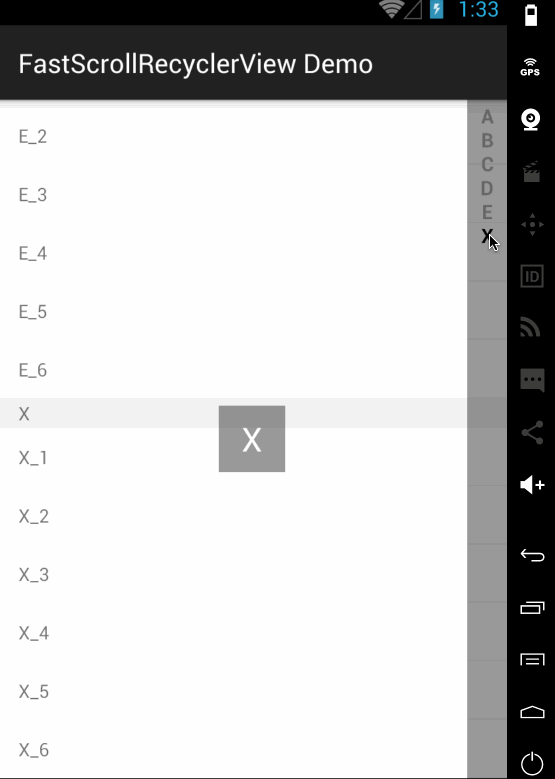 1:33
FastScrollRecyclerView Demo
E_2
E_3
E_4
E_5
E_6
X
X_1
X_2
X_3
X_4
X_5
X_6
X
A
B
C
D
E
X
GPS
ID